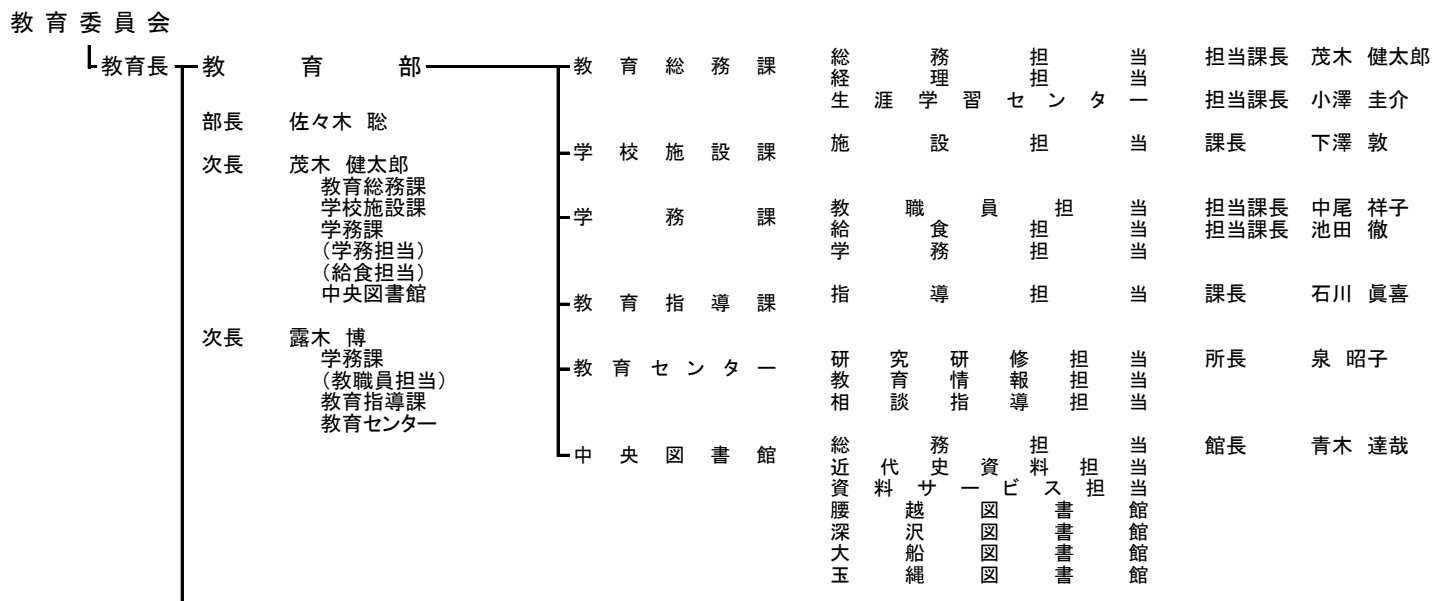 教育委員会
教育長 教育部 教育総務課 総務担当 担当課長 茂木 健太郎
経理担当
生涯学習センター 担当課長 小澤 圭介
部長 佐々木 聡
学校施設課 施設担当 課長 下澤 敦
次長 茂木 健太郎
教育総務課
学校施設課
学務課 教職員担当 担当課長 中尾 祥子
学務課
給食担当 担当課長 池田 徹
(学務担当)
学務担当
(給食担当)
中央図書館
教育指導課 指導担当 課長 石川 眞喜
次長 露木 博
学務課
教育センター 研究研修担当 所長 泉 昭子
(教職員担当)
教育情報担当
教育指導課
相談指導担当
教育センター
中央図書館 総務担当 館長 青木 達哉
近代史資料担当
資料サービス担当
腰越図書館
深沢図書館
大船図書館
玉縄図書館